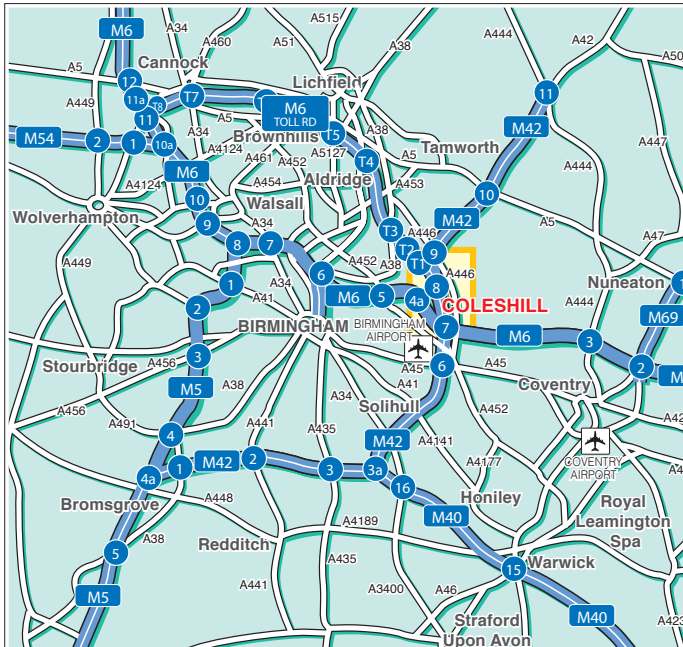 A515
A444
M6
A34
A460
A51
A38
A42
A42
A50
Cannock
A5
Lichfield
12
A449
11a
T8
T7
11
M6
TOLL RD
A5
11
M54
2
1
10a
A34
A4124
Brownhills
T5
A38
M42
A461
A452
A5127
T4
A5
Tamworth
A444
Aldridge
A4124
M6
A454
A453
10
10
Walsall
Wolverhampton
9
A34
T3
A446
M42
A5
A47
8
7
T2
9
A449
A452
A38
T1
A446
Nuneaton
6
1
A34
M6
5
4a
8
A41
COLESHILL
A444
2
M69
BIRMINGHAM
BIRMINGHAM
AIRPORT
7
M6
3
3
A456
Stourbridge
A45
6
A45
2
M5
A38
A41
Coventry
A34
Solihull
A456
A491
A441
A435
A452
4
M42
A4141
1
M42
2
3
3a
4a
A4177
COVENTRY
AIRPORT
16
A448
Honiley
Bromsgrove
M40
Royal
Leamington
Spa
A4189
A38
Redditch
5
A435
Warwick
15
A441
A3400
A46
M5
Straford
Upon Avon
M40
A423